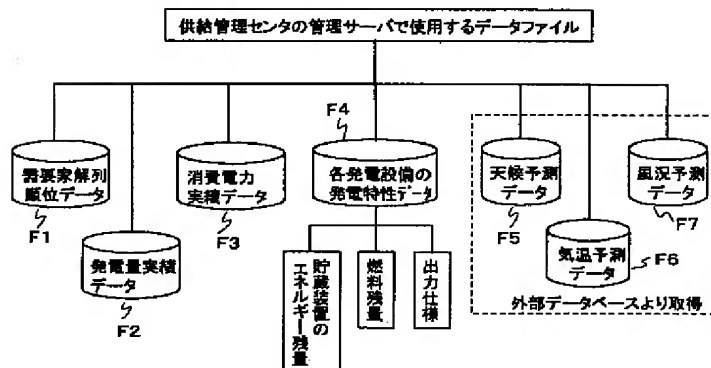 供給管理センタの管理サーバで使用するデータファイル
F4
需要家解列
順位データ
F1
発電量実績
データ
F2
消費電力
実績データ
F3
各発電設備の
発電特性データ
貯蔵装置の
エネルギー残量
燃料残量
出力仕様
天候予測
データ
F5
気温予測
データ
F6
風況予測
データ
F7
外部データベースより取得